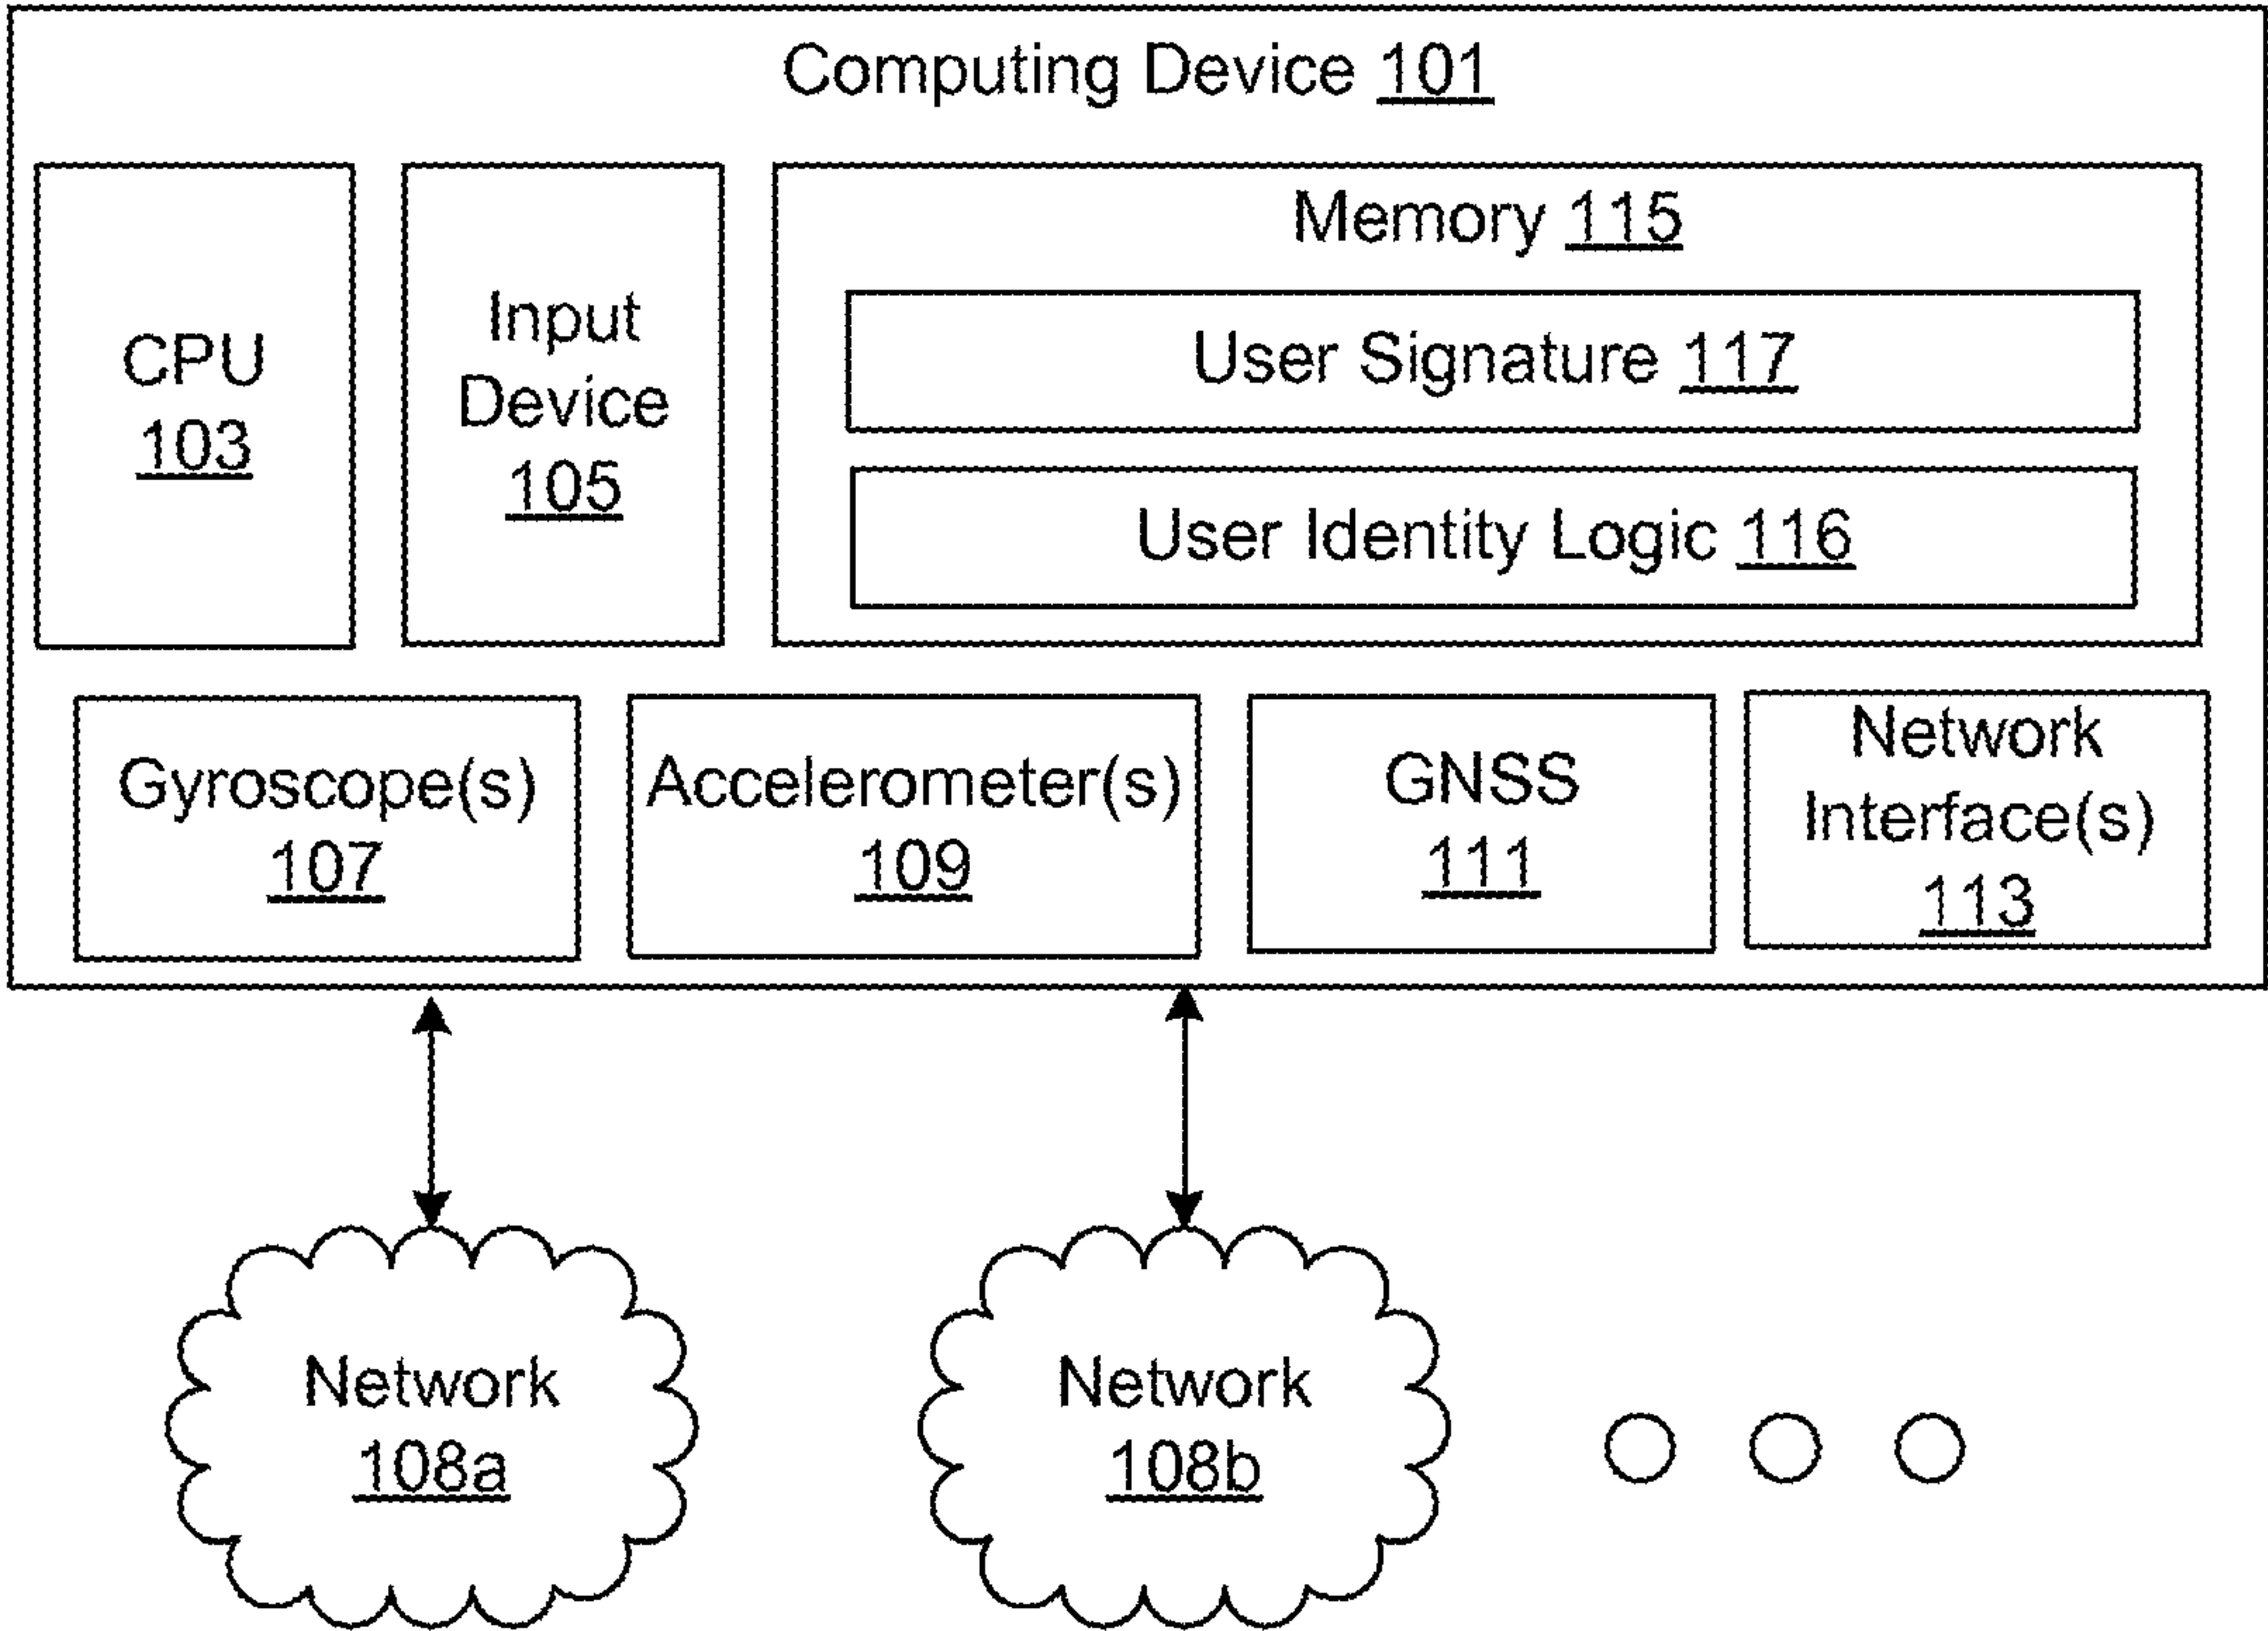 Computing Device 101
CPU
103
Input
Device
105
Memory 115
User Signature 117
User Identity Logic 116
Gyroscope(s)
107
Accelerometer(s)
109
GNSS
111
Network
Interface(s)
113
Network
108a
Network
108b